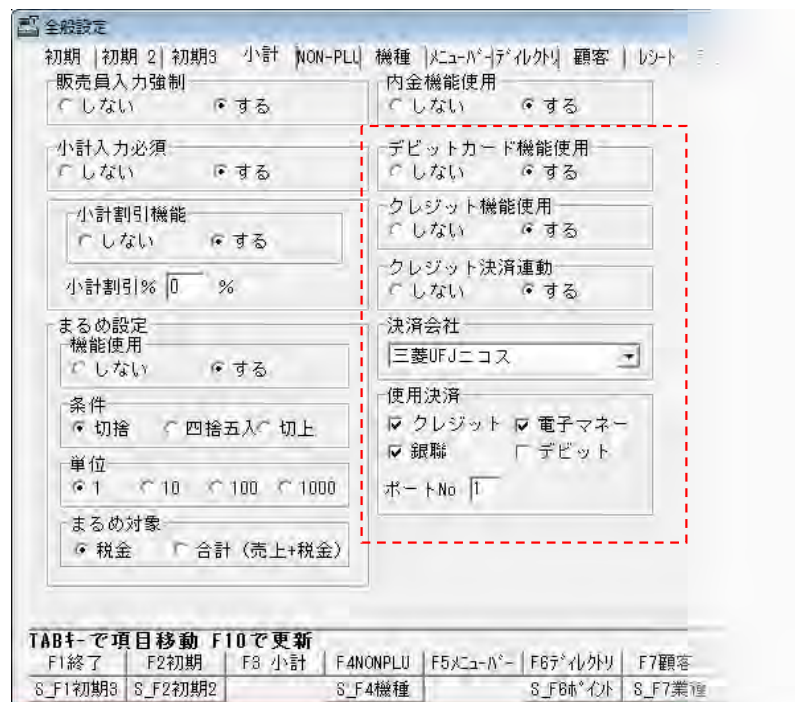 全般設定
初期 初期 2 初期3 小計 NON-PLU 機種 メニューバー ディレクトリ 顧客 レシート
販売員入力強制
しない する
小計入力必須
しない する
小計割引機能
しない する
小計割引% 0 %
まるめ設定
機能使用
しない する
条件
切捨 四捨五入 切上
単位
1 10 100 1000
まるめ対象
税金 合計 (売上+税金)
内金機能使用
しない する
デビットカード機能使用
しない する
クレジット機能使用
しない する
クレジット決済連動
しない する
決済会社
三菱UFJニコス
使用決済
クレジット 電子マネー
銀聯 デビット
ポートNo 1
TABキーで項目移動 F10で更新
F1終了 F2初期 F3 小計 F4NONPLU F5メニューバー F6ディレクトリ F7顧客
S_F1初期3 S_F2初期2 S_F4機種 S_F6ポイント S_F7業種